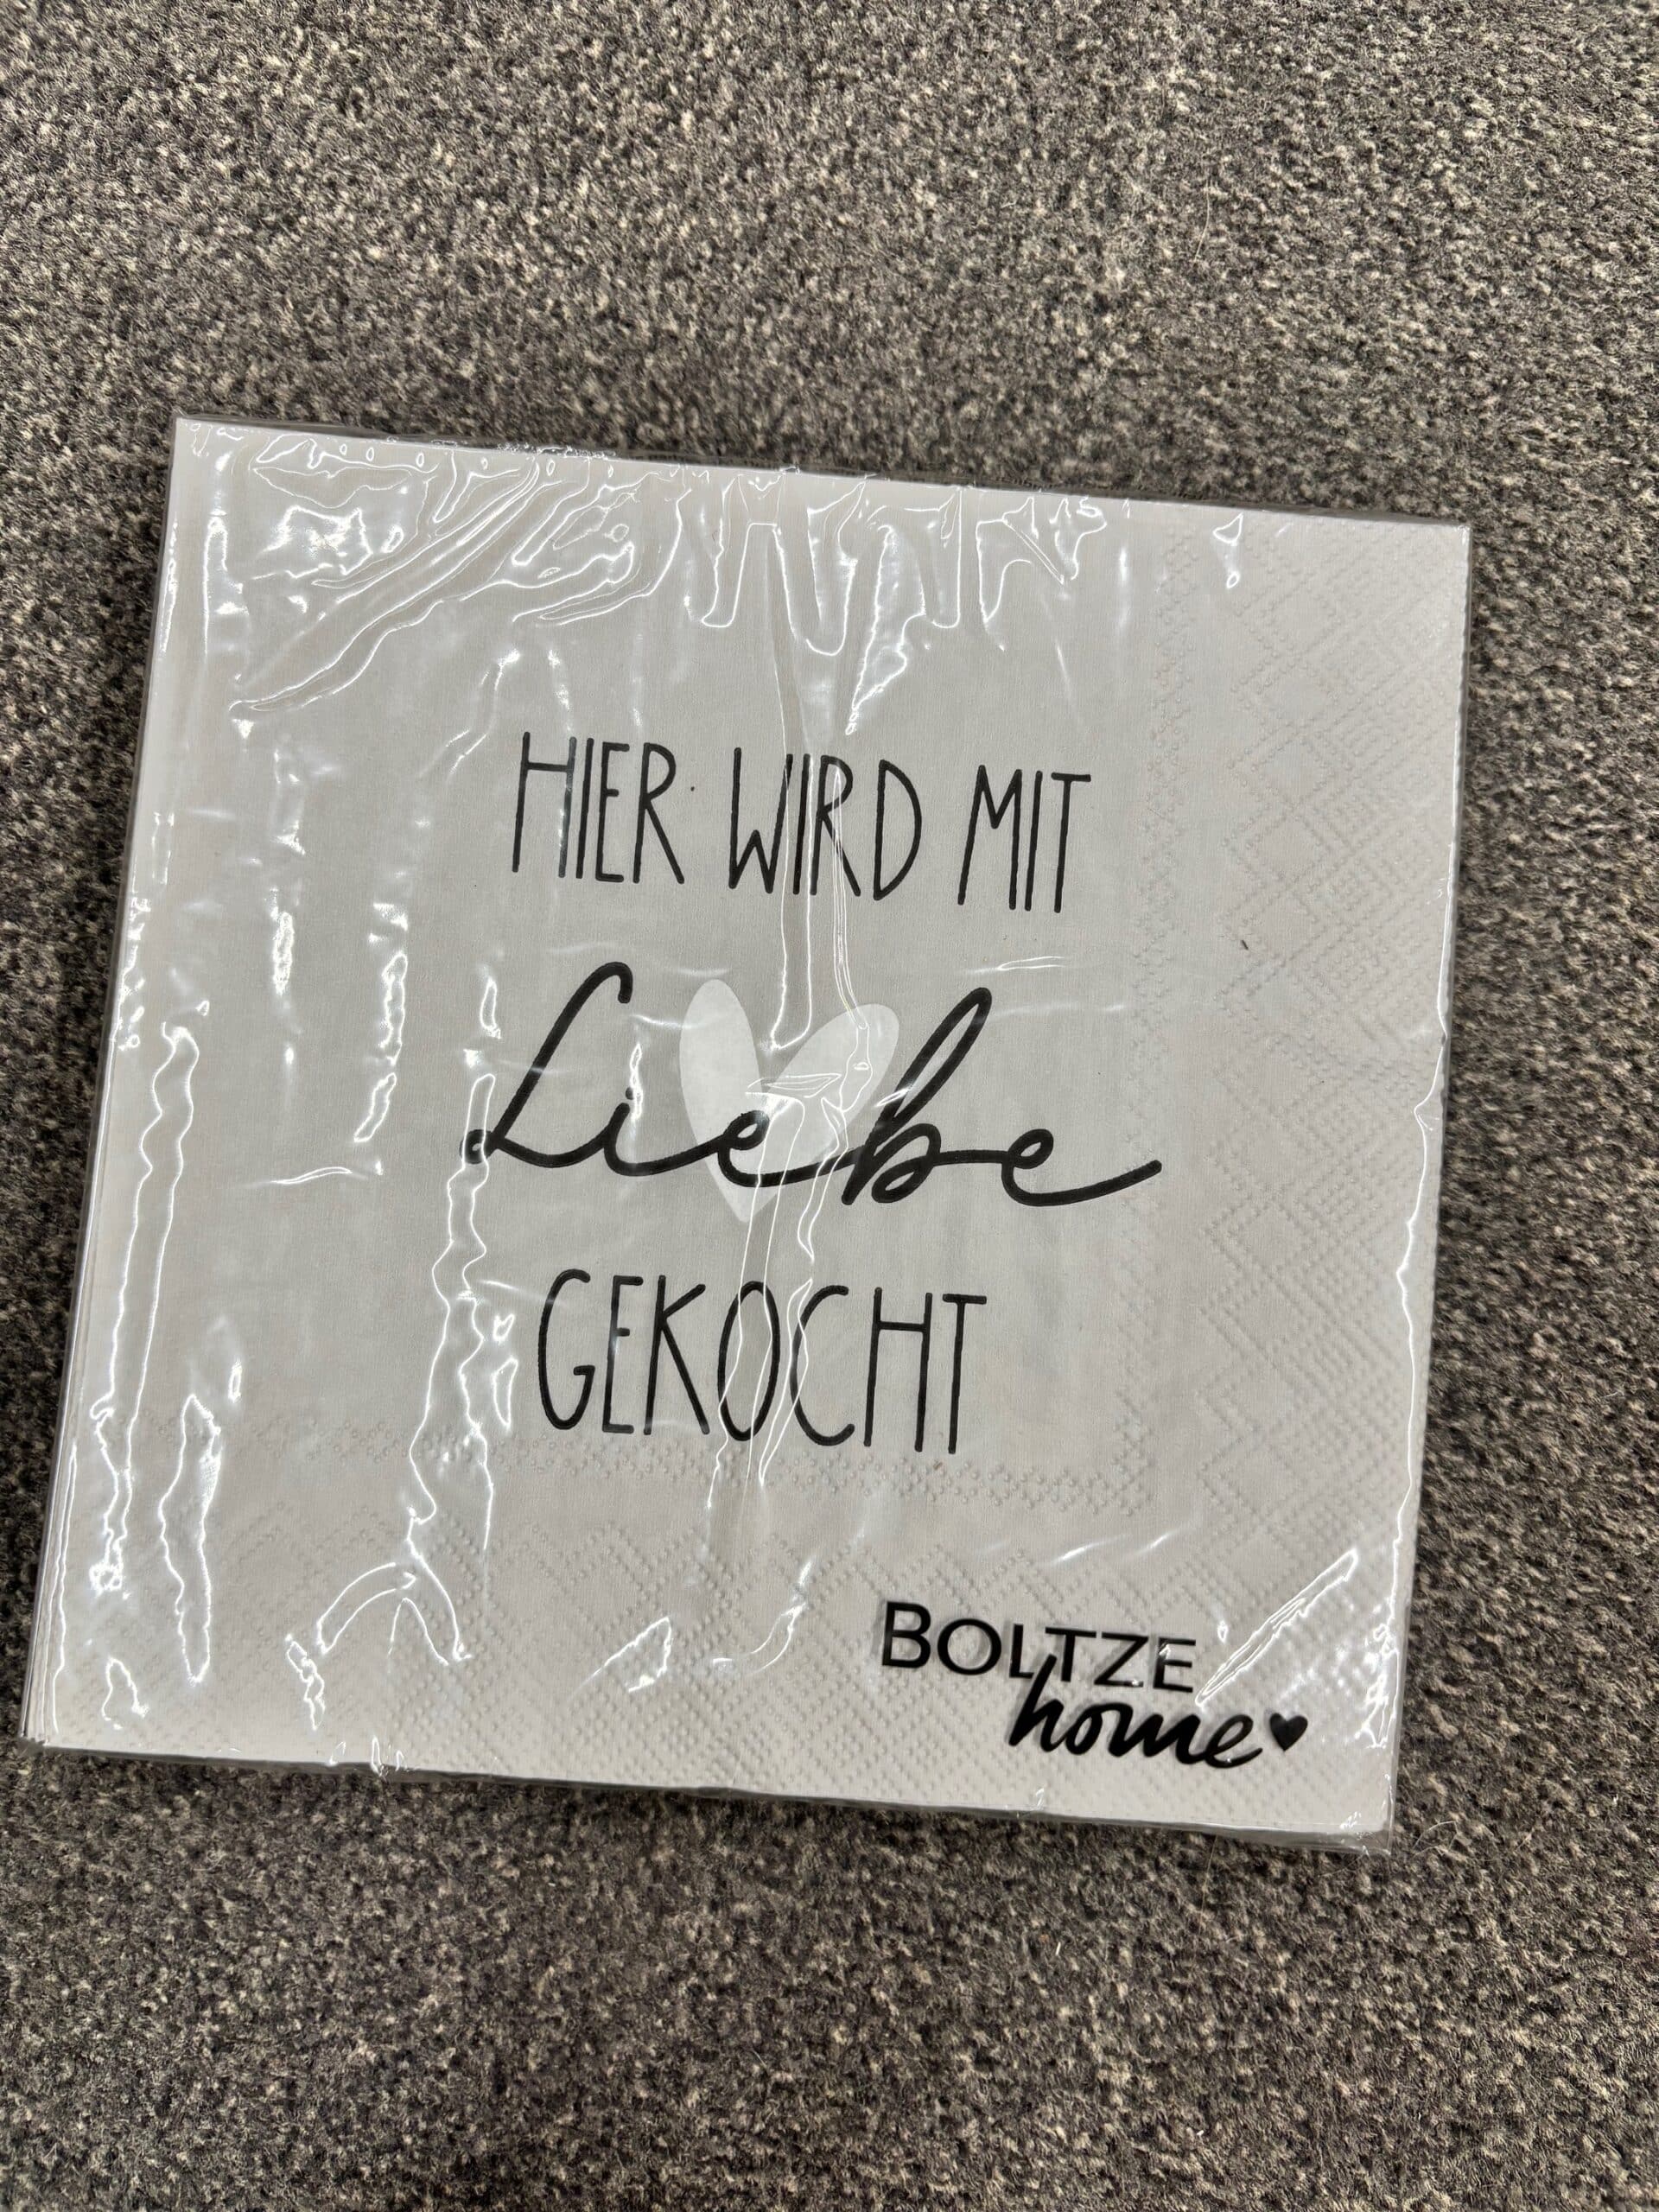 HIER WIRD MIT
Liebe
GEKOCHT
BOLTZE
home